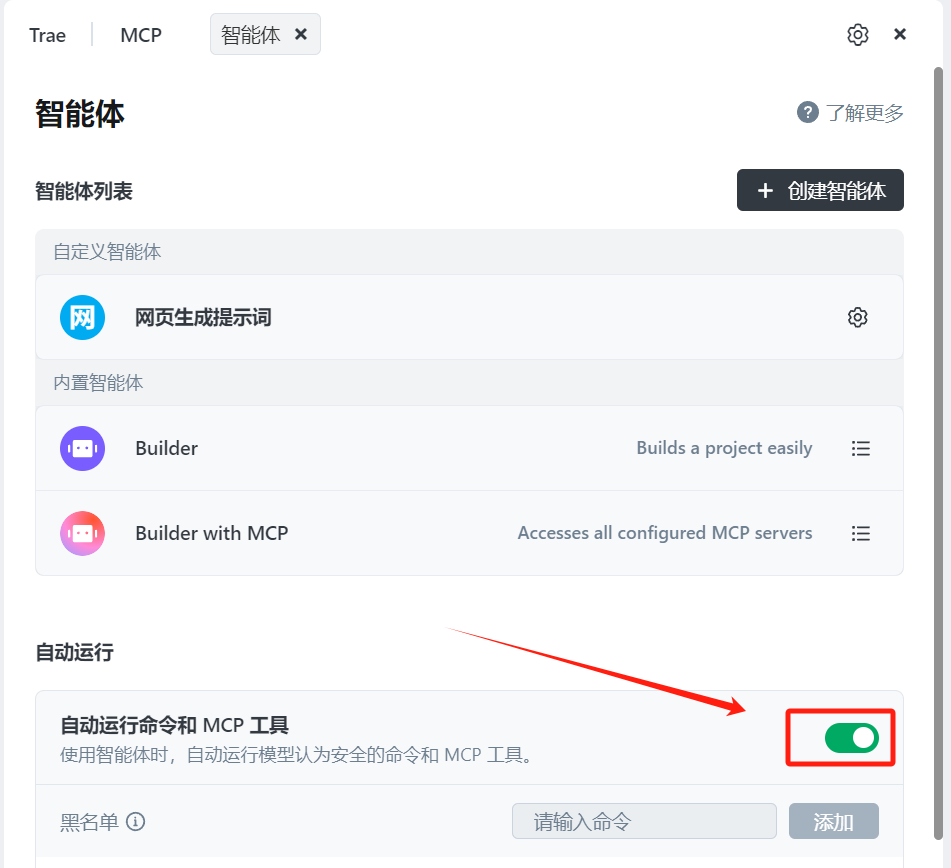 Trae
MCP
智能体
智能体
了解更多
智能体列表
创建智能体
自定义智能体
网
网页生成提示词
内置智能体
Builder
Builds a project easily
Builder with MCP
Accesses all configured MCP servers
自动运行
自动运行命令和 MCP 工具
使用智能体时，自动运行模型认为安全的命令和 MCP 工具。
黑名单
请输入命令
添加